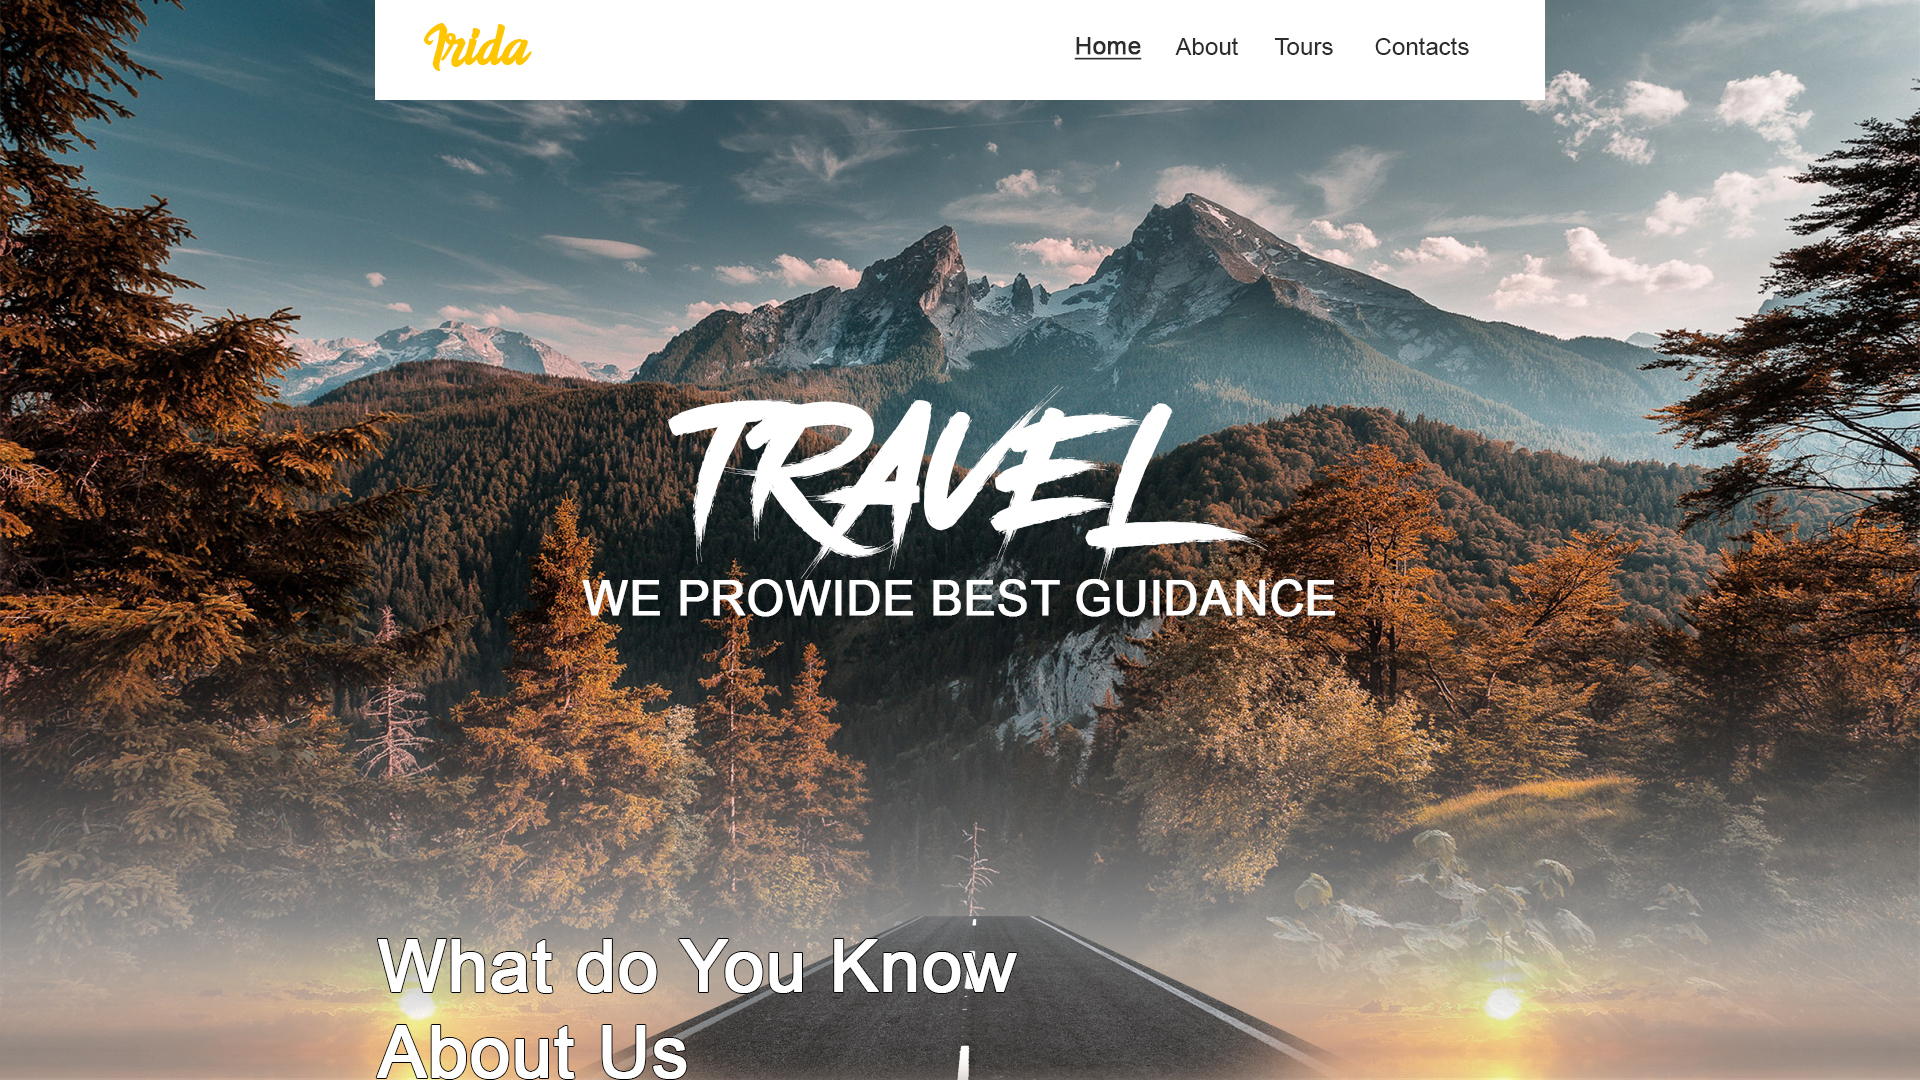 Irida
Home About Tours Contacts
TRAVEL
WE PROWIDE BEST GUIDANCE
What do You Know
About Us